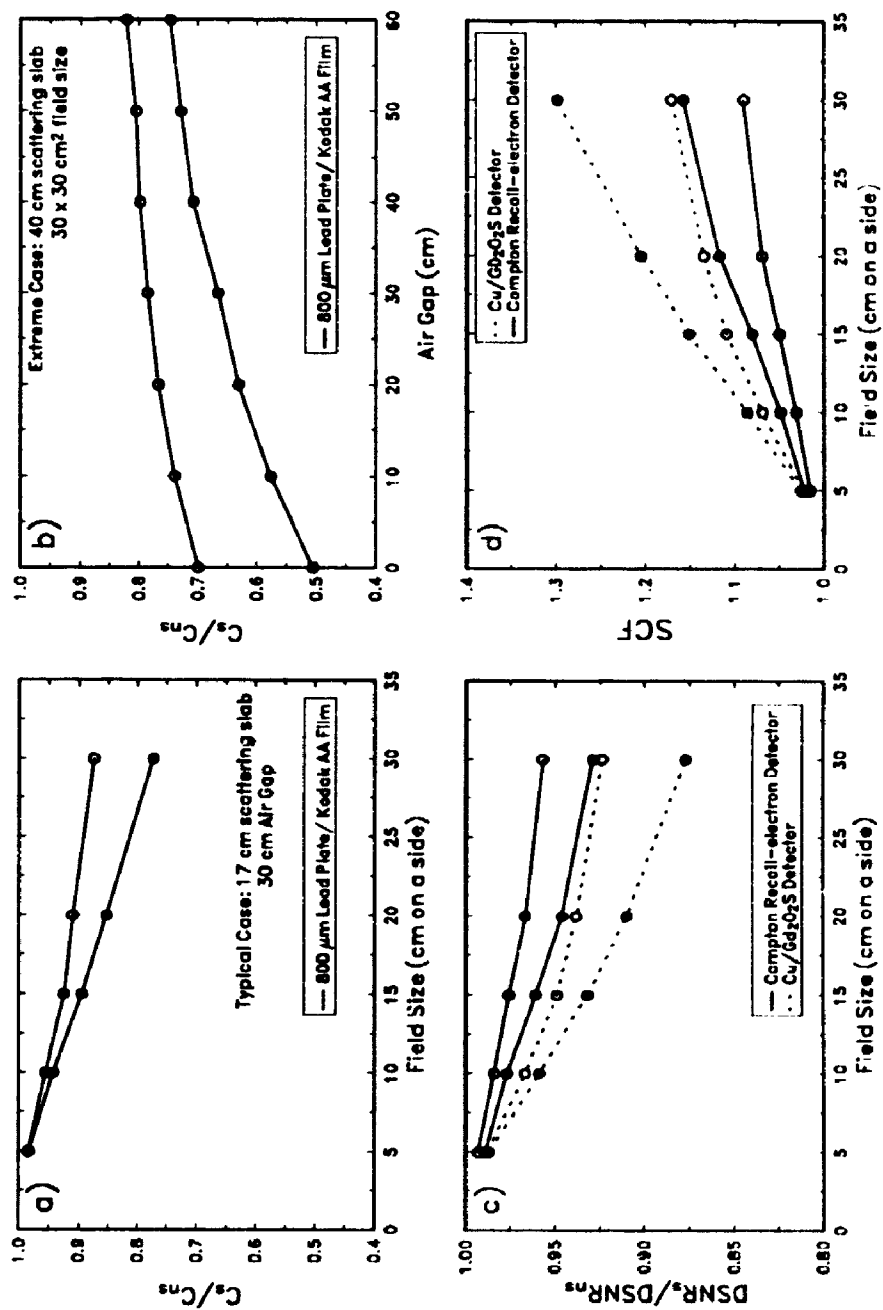 a)
Typical Case: 17 cm scattering slab
30 cm Air Gap
— 800 µm Lead Plate/ Kodak AA Film
1.0
0.9
0.8
0.7
0.6
0.5
0.4
Cs/Cns
0 5 10 15 20 25 30 35
Field Size (cm on a side)
b)
Extreme Case: 40 cm scattering slab
30 x 30 cm² field size
— 800 µm Lead Plate/ Kodak AA Film
1.0
0.9
0.8
0.7
0.6
0.5
0.4
Cs/Cns
0 10 20 30 40 50 60
Air Gap (cm)
c)
— Compton Recoil-electron Detector
··· Cu/Gd₂O₂S Detector
1.00
0.95
0.90
0.85
0.80
DSNRs/DSNRns
0 5 10 15 20 25 30 35
Field Size (cm on a side)
d)
··· Cu/GD₂O₂S Detector
— Compton Recoil-electron Detector
1.4
1.3
1.2
1.1
1.0
SCF
0 5 10 15 20 25 30 35
Field Size (cm on a side)